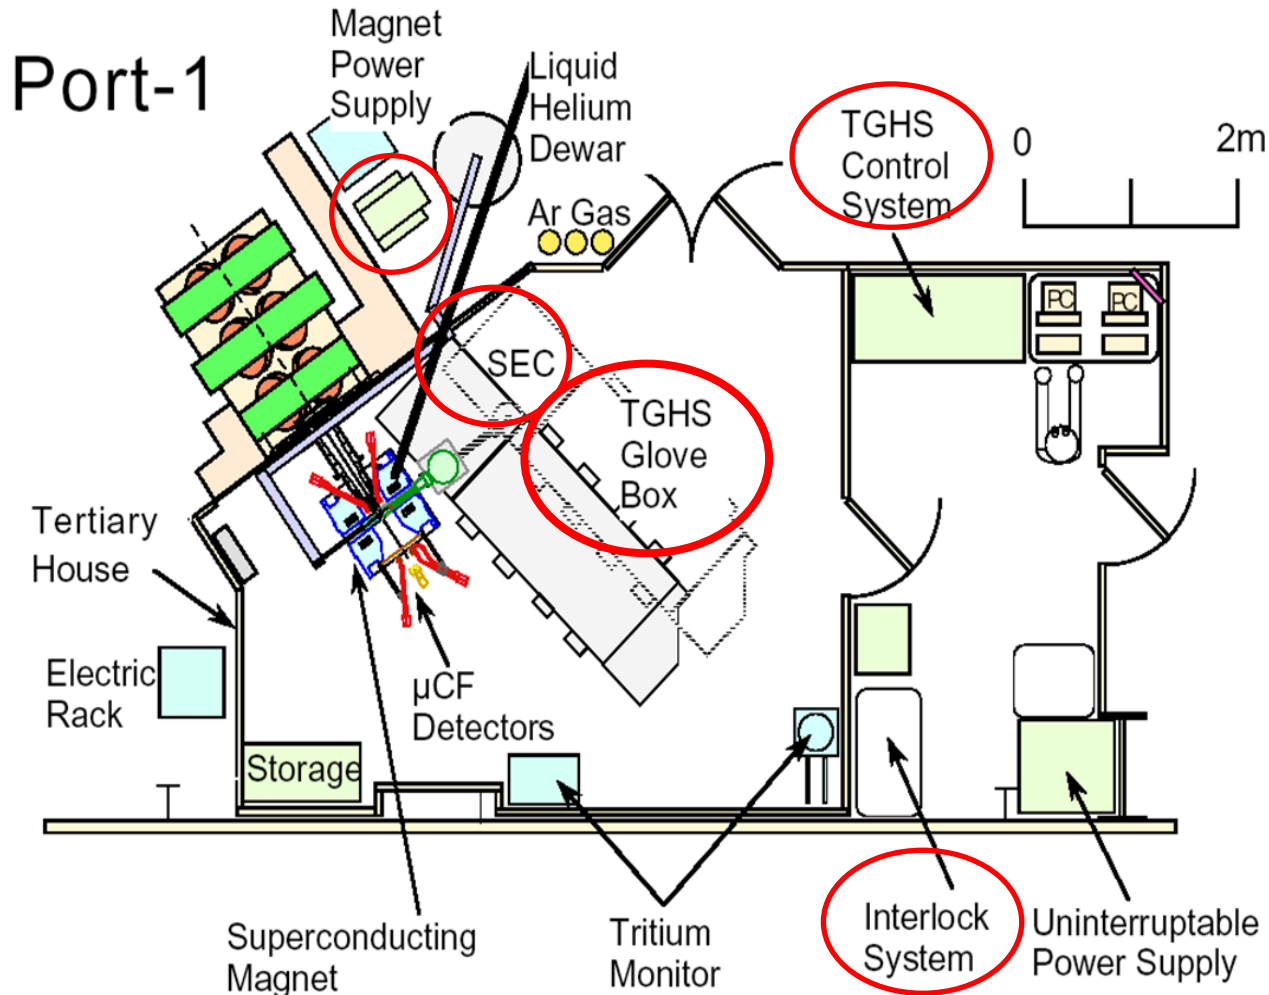 Port-1
Magnet
Power
Supply
Liquid
Helium
Dewar
Ar Gas
TGHS
Control
System
0
2m
PC
PC
SEC
TGHS
Glove
Box
Tertiary
House
Electric
Rack
µCF
Detectors
Storage
Superconducting
Magnet
Tritium
Monitor
Interlock
System
Uninterruptable
Power Supply